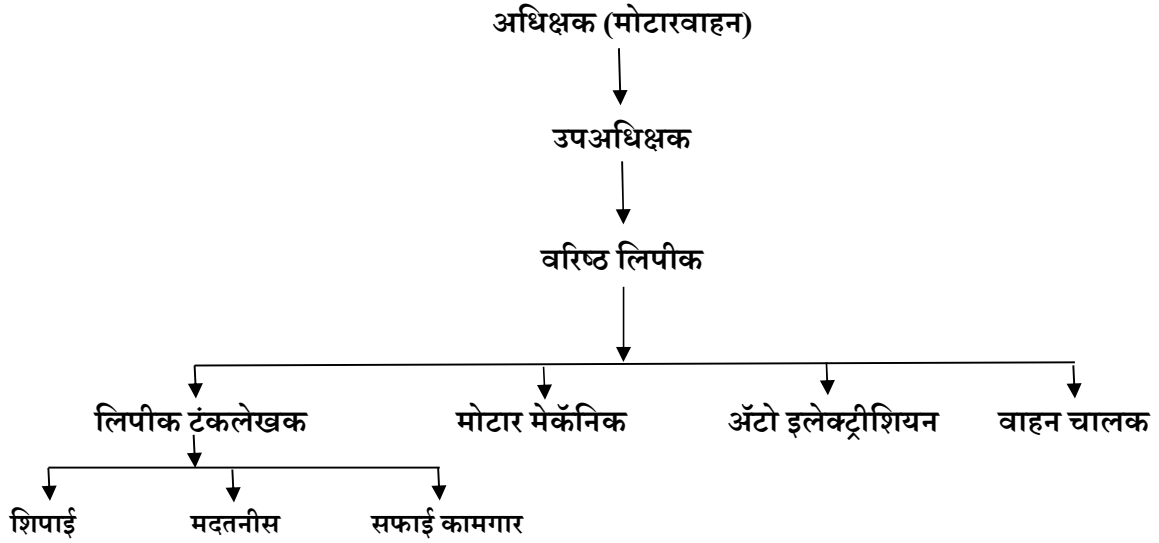 अधिक्षक (मोटारवाहन)
उपअधिक्षक
वरिष्ठ लिपीक
लिपीक टंकलेखक मोटार मेकॅनिक ॲटो इलेक्ट्रीशियन वाहन चालक
शिपाई मदतनीस सफाई कामगार